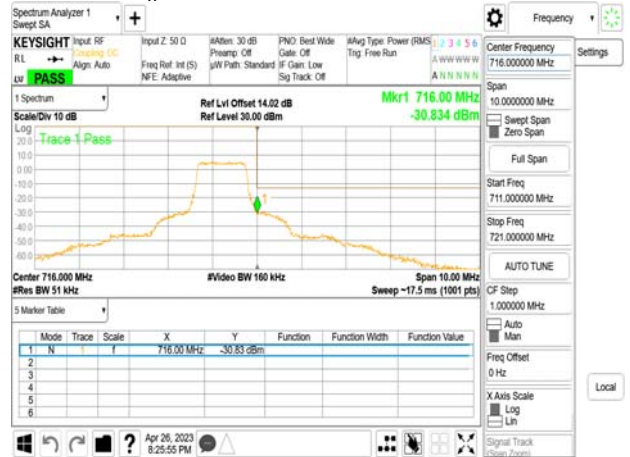 Spectrum Analyzer 1
Swept SA
+
Frequency
KEYSIGHT
Input: RF
Coupling: DC
Align: Auto
Input Z: 50 Ω
Freq Ref: Int (S)
NFE: Adaptive
#Atten: 30 dB
Preamp: Off
µW Path: Standard
PNO: Best Wide
Gate: Off
IF Gain: Low
Sig Track: Off
#Avg Type: Power (RMS
Trig: Free Run
1 2 3 4 5 6
A W W W W W
A N N N N N
RL
PASS
Center Frequency
716.000000 MHz
Settings
1 Spectrum
Scale/Div 10 dB
Ref Lvl Offset 14.02 dB
Ref Level 30.00 dBm
Mkr1 716.00 MHz
-30.834 dBm
Span
10.0000000 MHz
Swept Span
Zero Span
Log
Trace 1 Pass
20.0
10.0
0.00
-10.0
-20.0
-30.0
-40.0
-50.0
-60.0
1
Full Span
Start Freq
711.000000 MHz
Stop Freq
721.000000 MHz
AUTO TUNE
Center 716.000 MHz
#Res BW 51 kHz
#Video BW 160 kHz
Span 10.00 MHz
Sweep ~17.5 ms (1001 pts)
CF Step
1.000000 MHz
Auto
Man
5 Marker Table
Mode Trace Scale X Y Function Function Width Function Value
1 N 1 f 716.00 MHz -30.83 dBm
2
3
4
5
6
Freq Offset
0 Hz
X Axis Scale
Log
Lin
Local
Signal Track
(Span Zoom)
?
Apr 26, 2023
8:25:55 PM